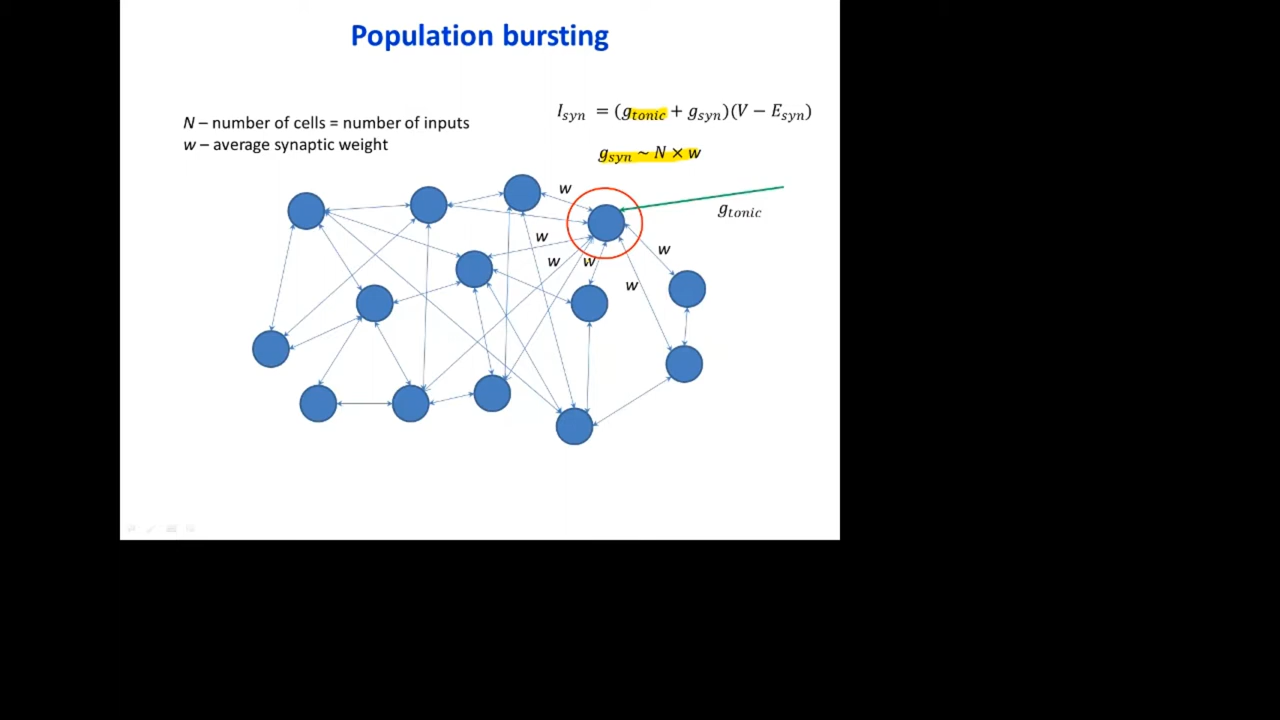 Population bursting
N – number of cells = number of inputs
w – average synaptic weight
I_syn = (g_tonic + g_syn)(V − E_syn)
g_syn ~ N × w
w
g_tonic
w
w
w
w
w